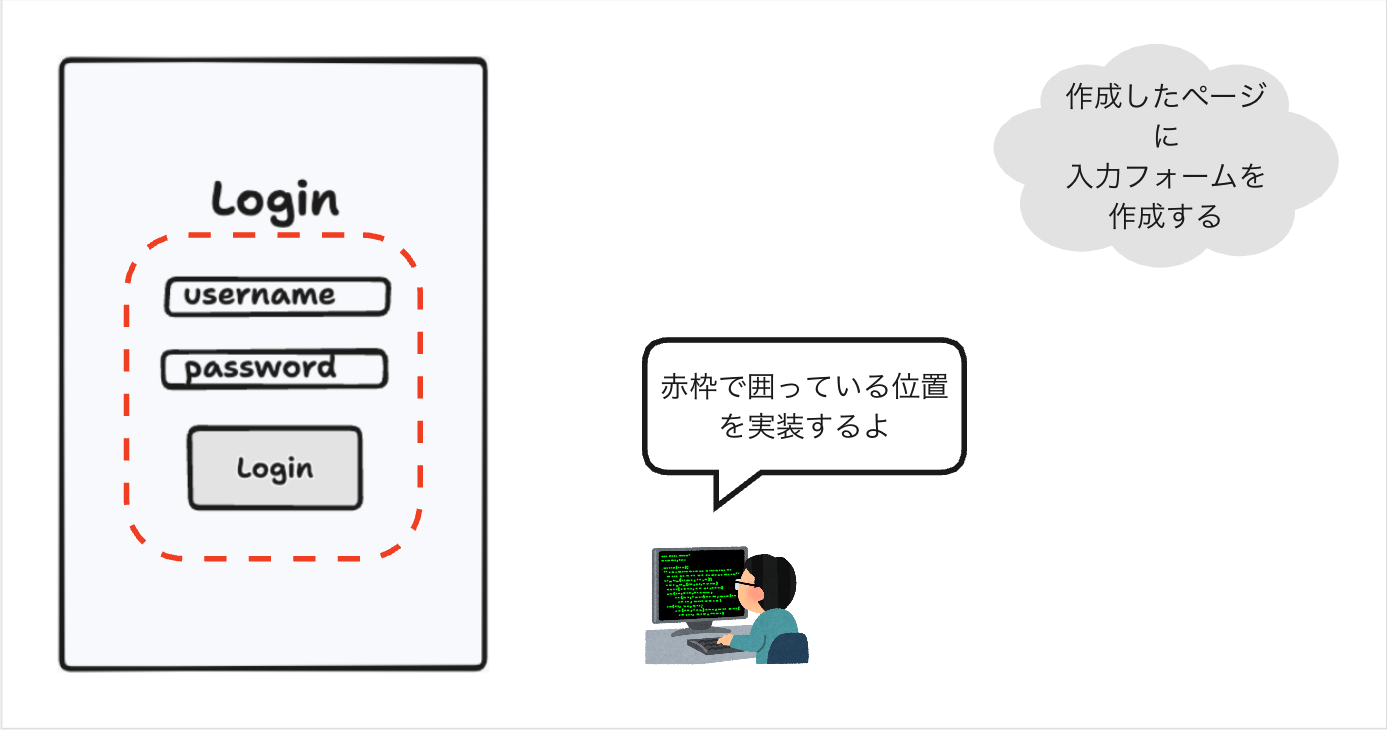 Login
username
password
Login
赤枠で囲っている位置
を実装するよ
作成したページ
に
入力フォームを
作成する